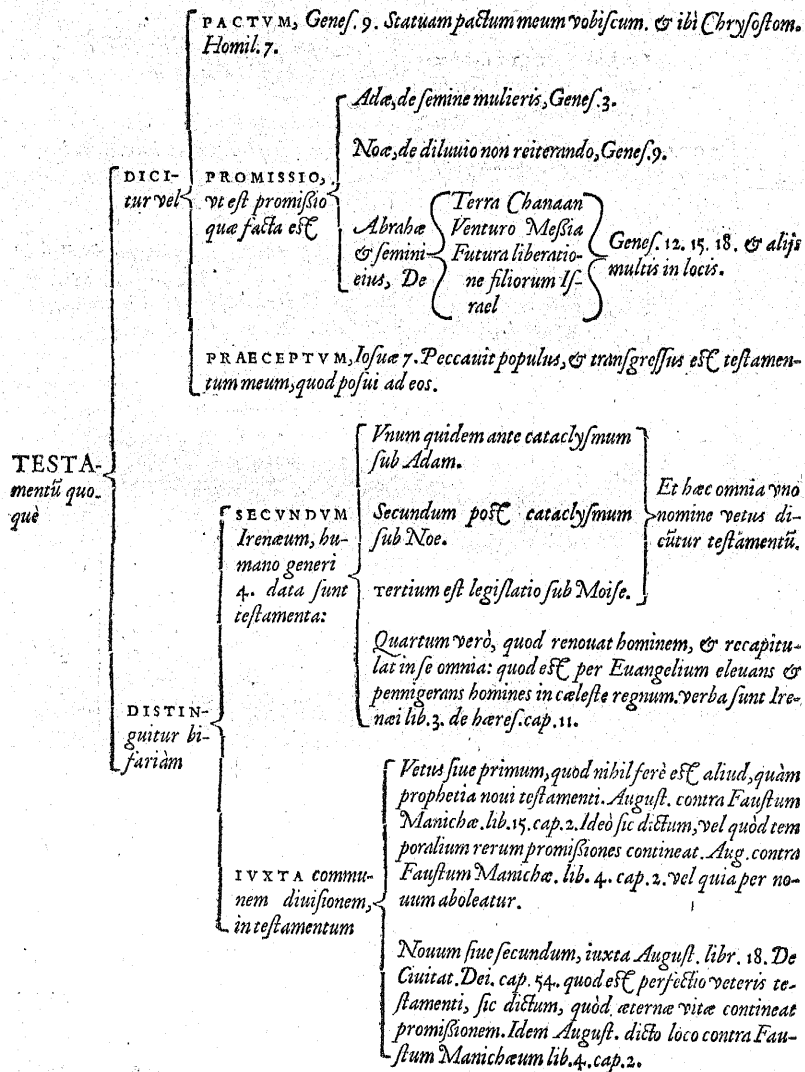 PACTVM, Geneſ. 9. Statuam pactum meum vobiſcum. & ibi Chryſoſtom.
Homil. 7.
Adæ, de ſemine mulieris, Geneſ. 3.
Noæ, de diluuio non reiterando, Geneſ. 9.
DICI-
tur vel
PROMISSIO,
vt est promiſsio
quæ facta est
Abrahæ
& ſemini
eius, De
Terra Chanaan
Venturo Meſsia
Futura liberatio-
ne filiorum Iſ-
rael
Geneſ. 12. 15. 18. & alijs
multis in locis.
PRAECEPTVM, Ioſuæ 7. Peccauit populus, & tranſgreſſus est teſtamen-
tum meum, quod poſui ad eos.
TESTA-
mentū quo-
què
SECVNDVM
Irenæum, hu-
mano generi
4. data ſunt
teſtamenta:
Vnum quidem ante cataclyſmum
ſub Adam.
Secundum post cataclyſmum
ſub Noe.
Tertium est legiſlatio ſub Moiſe.
Et hæc omnia vno
nomine vetus di-
cūtur teſtamentū.
Quartum verò, quod renouat hominem, & recapitu-
lat in ſe omnia: quod est per Euangelium eleuans &
pennigerans homines in cæleſte regnum. verba ſunt Ire-
næi lib. 3. de hæreſ. cap. 11.
DISTIN-
guitur bi-
fariàm
IVXTA commu-
nem diuiſionem,
in teſtamentum
Vetus ſiue primum, quod nihil ferè est aliud, quàm
prophetia noui teſtamenti. Auguſt. contra Fauſtum
Manichæ. lib. 15. cap. 2. Ideò ſic dictum, vel quòd tem
poralium rerum promiſsiones contineat. Aug. contra
Fauſtum Manichæ. lib. 4. cap. 2. vel quia per no-
uum aboleatur.
Nouum ſiue ſecundum, iuxta Auguſt. libr. 18. De
Ciuitat. Dei. cap. 54. quod est perfectio veteris te-
ſtamenti, ſic dictum, quòd æternæ vitæ contineat
promiſsionem. Idem Auguſt. dicto loco contra Fau-
ſtum Manichæum lib. 4. cap. 2.